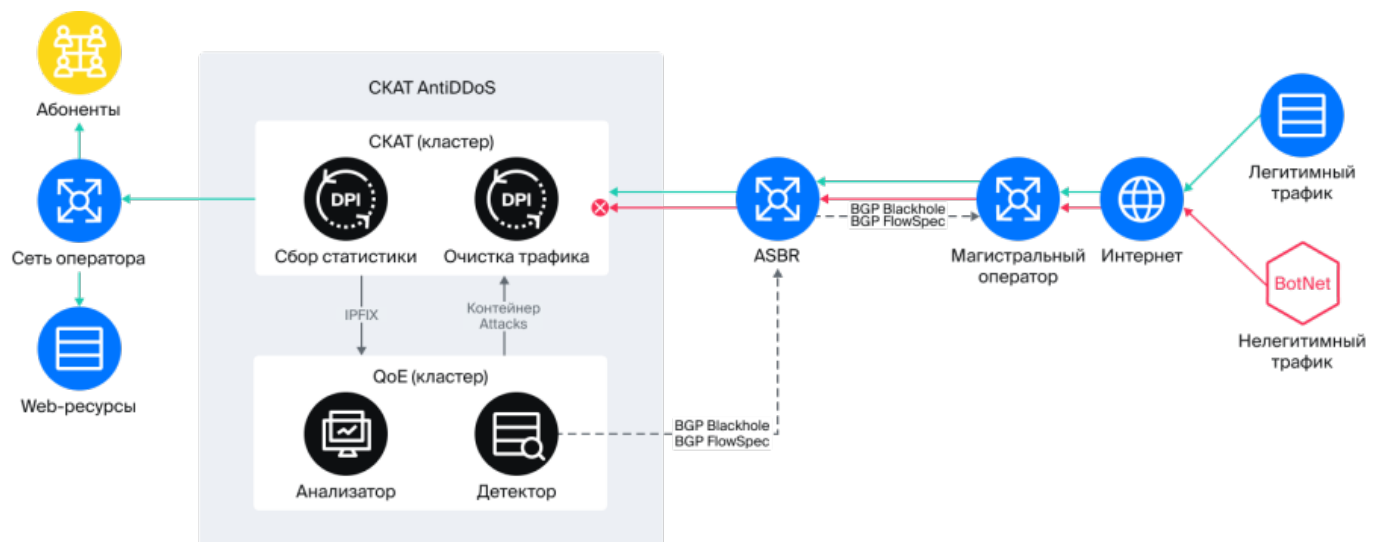 Абоненты
Сеть оператора
Web-ресурсы
СКАТ AntiDDoS
СКАТ (кластер)
DPI
DPI
Сбор статистики
Очистка трафика
IPFIX
Контейнер
Attacks
QoE (кластер)
Анализатор
Детектор
BGP Blackhole
BGP FlowSpec
ASBR
BGP Blackhole
BGP FlowSpec
Магистральный
оператор
Интернет
Легитимный
трафик
BotNet
Нелегитимный
трафик